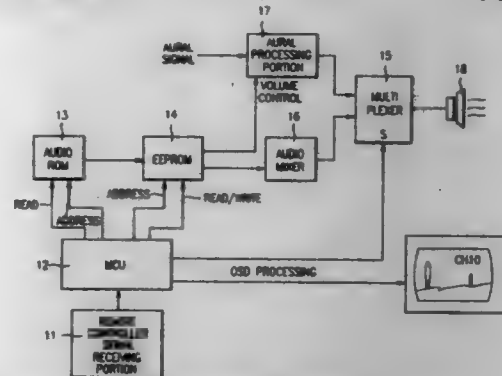 17
AURAL
SIGNAL
AURAL
PROCESSING
PORTION
VOLUME
CONTROL
15
MULTI
PLEXER
S
18
13
AUDIO
ROM
14
EEPROM
16
AUDIO
MIXER
READ
ADDRESS
ADDRESS
READ/WRITE
12
MCU
OSD PROCESSING
CH10
11
REMOTE
CONTROLLER
RECEIVING
PORTION